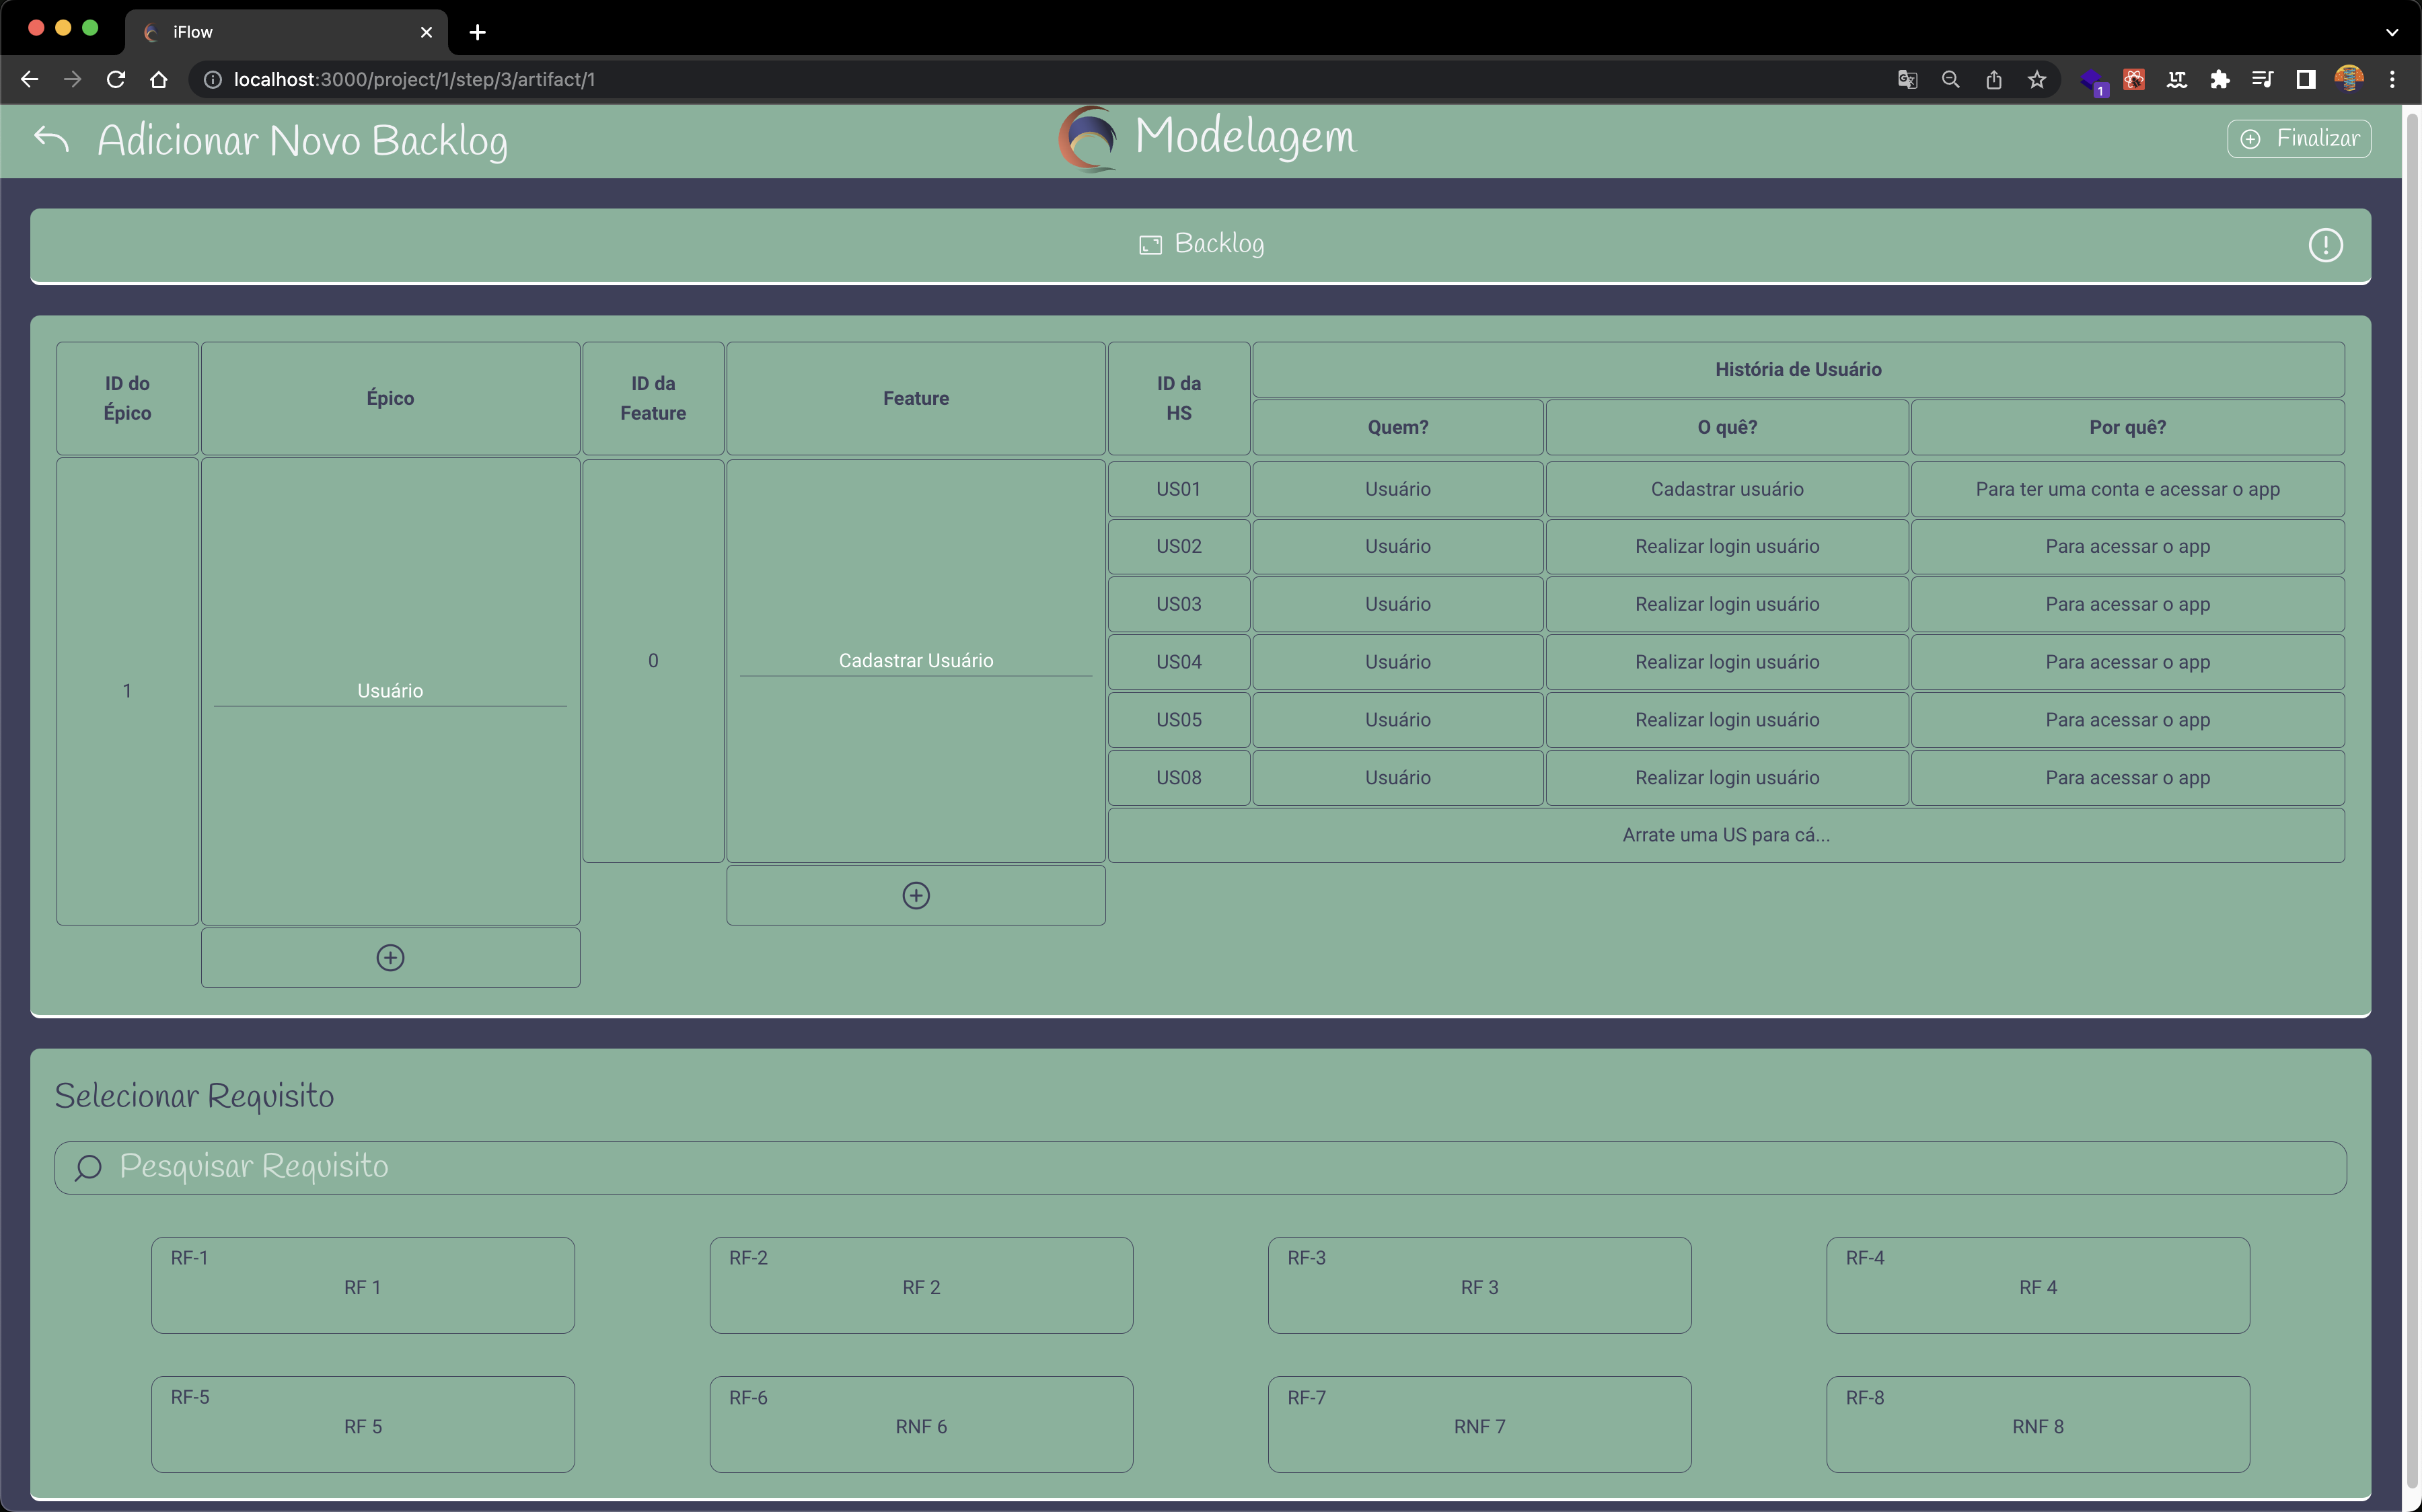 iFlow
localhost:3000/project/1/step/3/artifact/1
1
Adicionar Novo Backlog
Modelagem
Finalizar
Backlog
ID do
Épico
Épico
ID da
Feature
Feature
ID da
HS
História de Usuário
Quem?
O quê?
Por quê?
US01
Usuário
Cadastrar usuário
Para ter uma conta e acessar o app
US02
Usuário
Realizar login usuário
Para acessar o app
US03
Usuário
Realizar login usuário
Para acessar o app
1
Usuário
0
Cadastrar Usuário
US04
Usuário
Realizar login usuário
Para acessar o app
US05
Usuário
Realizar login usuário
Para acessar o app
US08
Usuário
Realizar login usuário
Para acessar o app
Arrate uma US para cá...
Selecionar Requisito
Pesquisar Requisito
RF-1
RF 1
RF-2
RF 2
RF-3
RF 3
RF-4
RF 4
RF-5
RF 5
RF-6
RNF 6
RF-7
RNF 7
RF-8
RNF 8